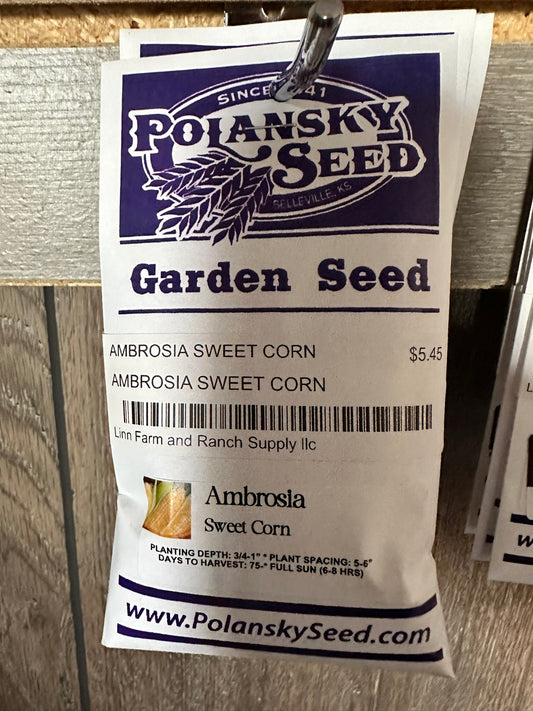 SINCE 1941
POLANSKY
SEED
BELLEVILLE, KS
Garden Seed
AMBROSIA SWEET CORN $5.45
AMBROSIA SWEET CORN
Linn Farm and Ranch Supply llc
Ambrosia
Sweet Corn
PLANTING DEPTH: 3/4-1" * PLANT SPACING: 5-6"
DAYS TO HARVEST: 75-* FULL SUN (6-8 HRS)
www.PolanskySeed.com